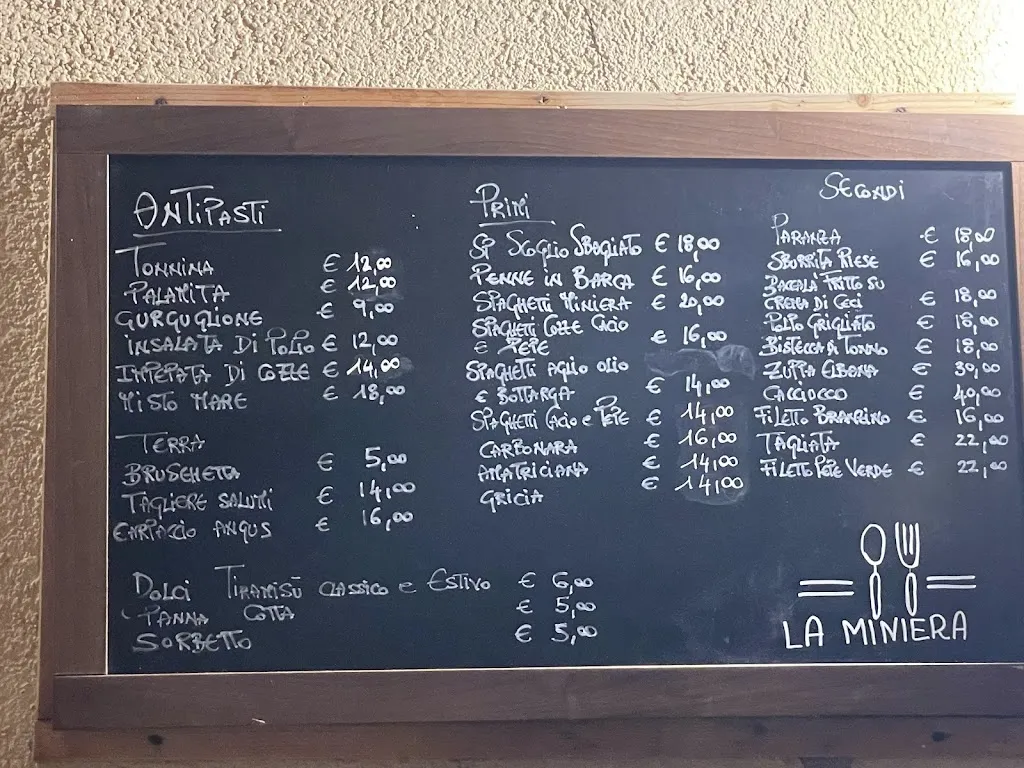 ANTIPASTI
TONNINA € 12,00
PALAMITA € 12,00
GURGUGLIONE € 9,00
INSALATA DI POLPO € 12,00
IMPEPATA DI COZZE € 14,00
MISTO MARE € 18,00
TERRA
BRUSCHETTA € 5,00
TAGLIERE SALUMI € 14,00
CARPACCIO ANGUS € 16,00
PRIMI
SP SCOGLIO SBAGLIATO € 18,00
PENNE IN BARCA € 16,00
SPAGHETTI MINIERA € 20,00
SPAGHETTI COZZE CACIO
E PEPE € 16,00
SPAGHETTI AGLIO OLIO
E BOTTARGA € 14,00
SPAGHETTI CACIO E PEPE € 14,00
CARBONARA € 16,00
AMATRICIANA € 14,00
GRICIA € 14,00
SECONDI
PARANZA € 18,00
SBURRITA RIESE € 16,00
BACCALÀ FRITTO SU
CREMA DI CECI € 18,00
POLPO GRIGLIATO € 18,00
BISTECCA DI TONNO € 18,00
ZUPPA ELBANA € 30,00
CACCIUCCO € 40,00
FILETTO BRANZINO € 16,00
TAGLIATA € 22,00
FILETTO PEPE VERDE € 22,00
DOLCI TIRAMISÙ CLASSICO E ESTIVO € 6,00
PANNA COTTA € 5,00
SORBETTO € 5,00
LA MINIERA